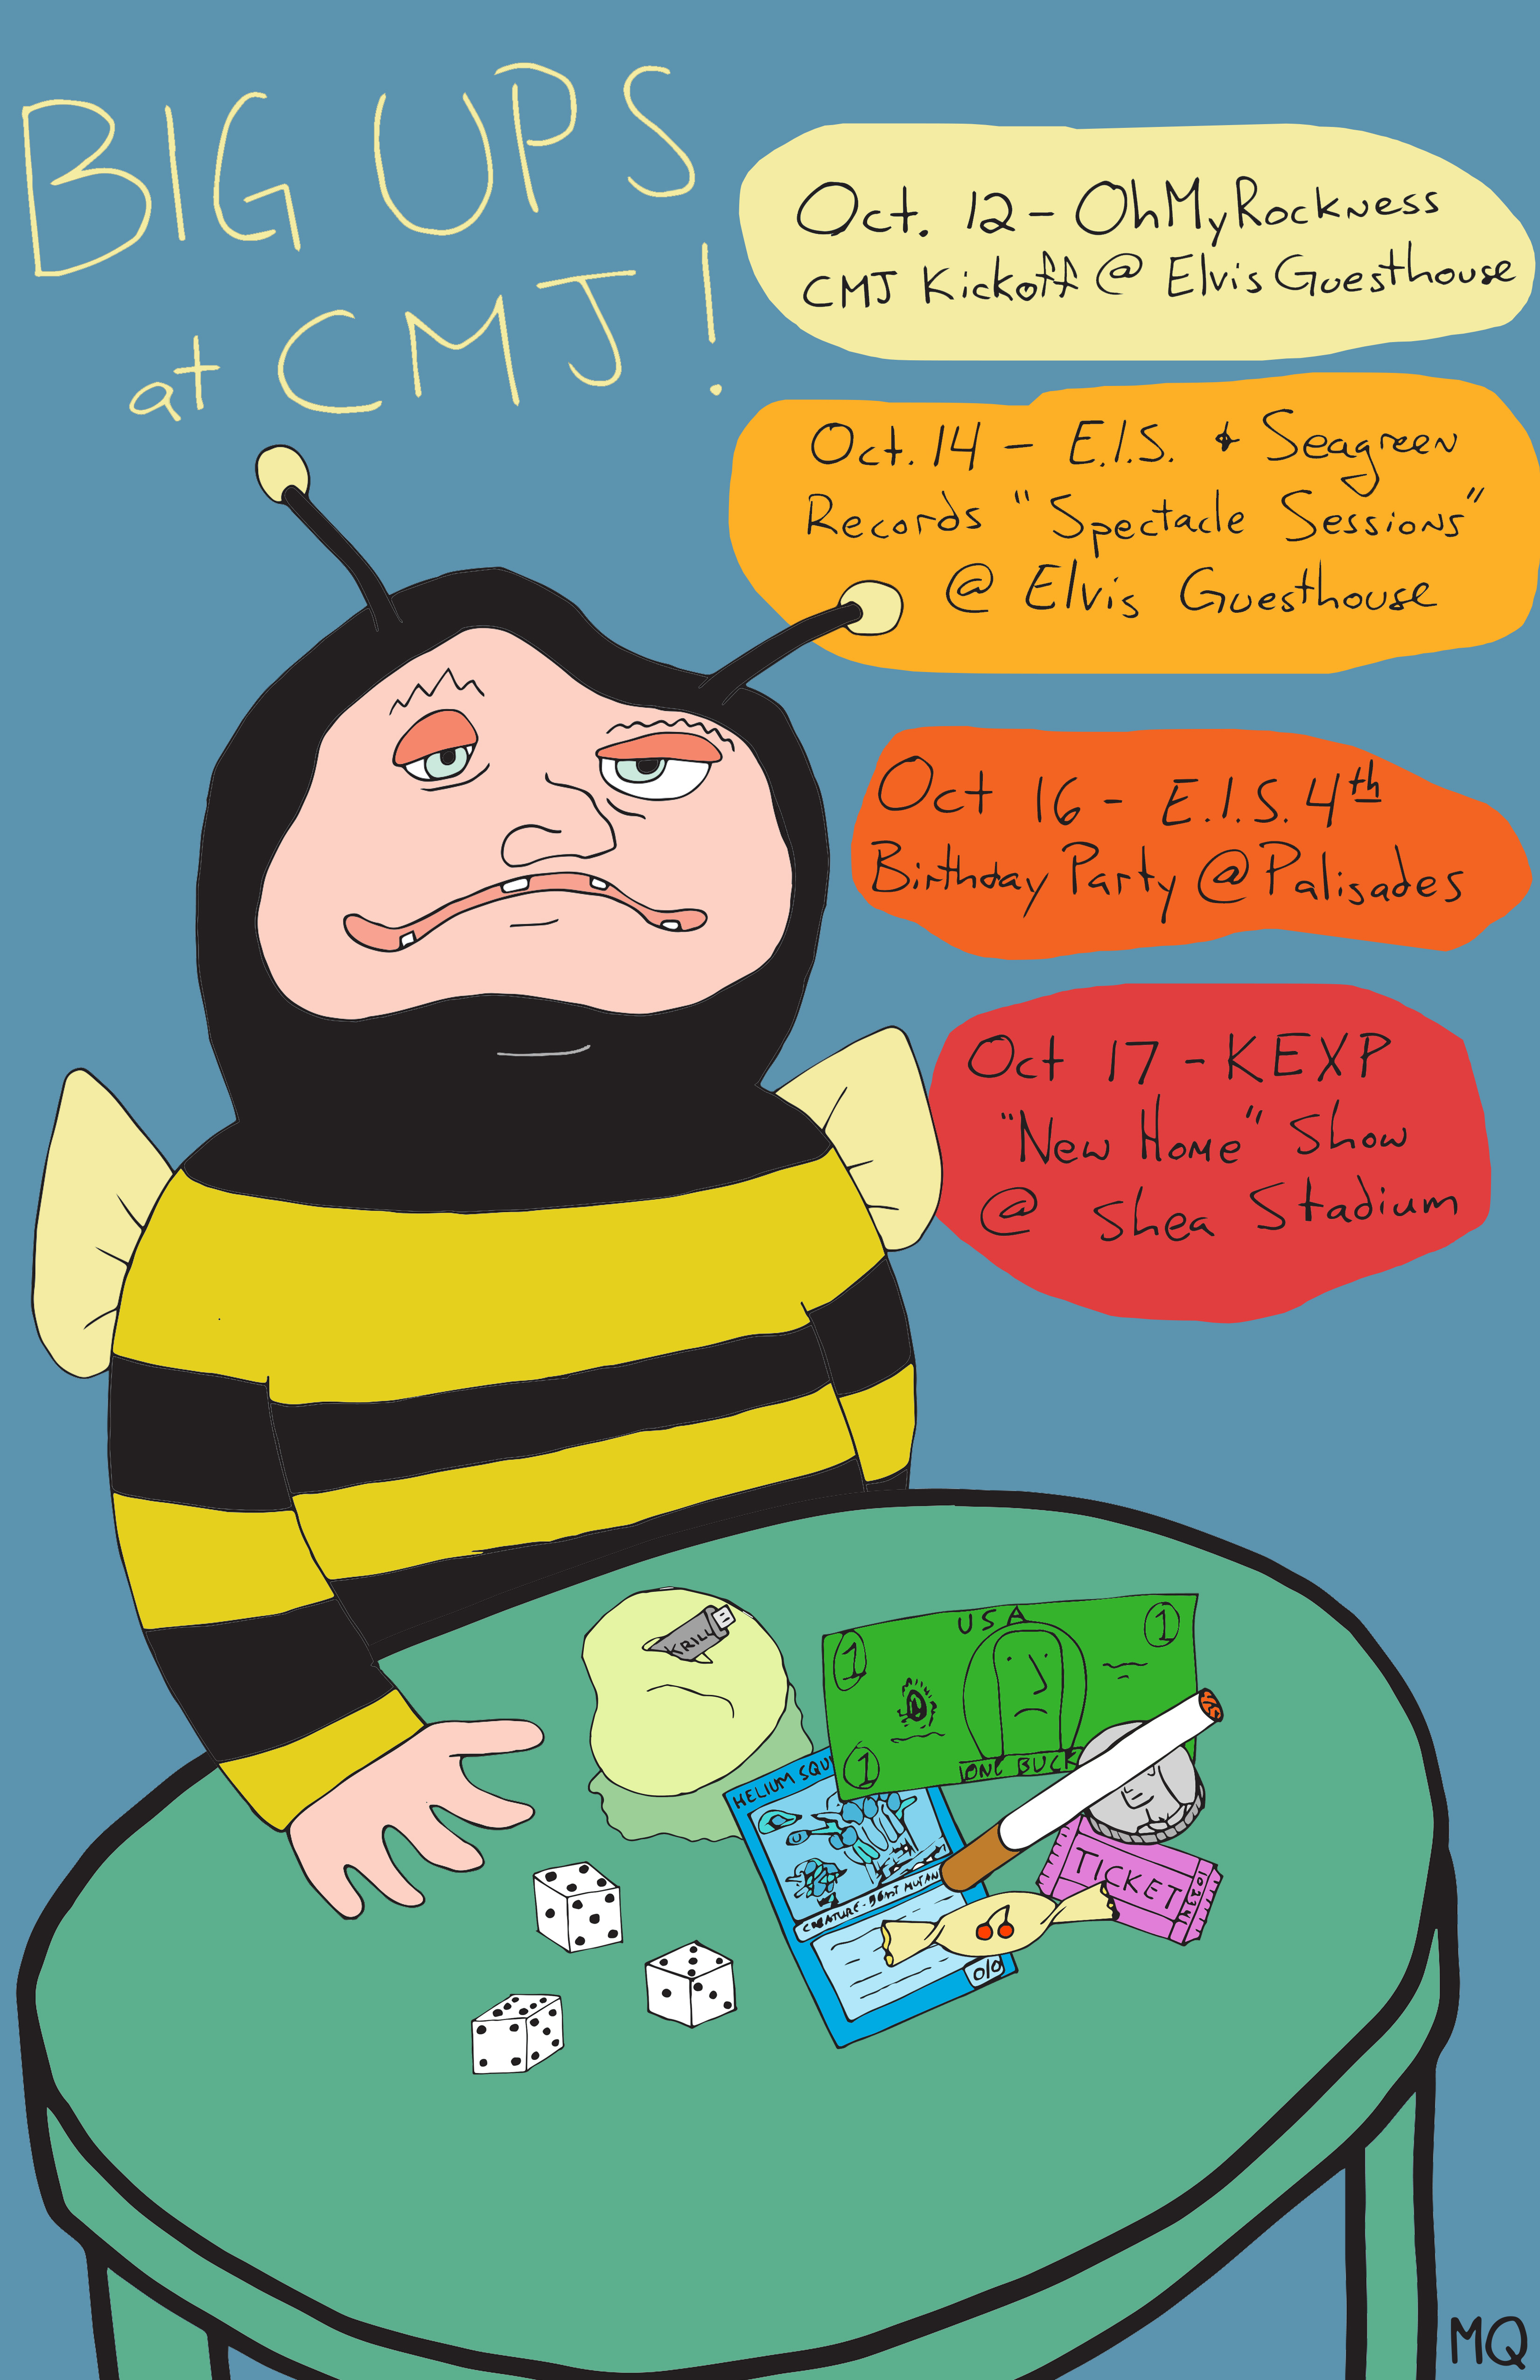 BIG UPS
at CMJ!
Oct. 12 - OhMyRockness
CMJ Kickoff @ Elvis Guesthouse
Oct. 14 - E.I.S. & Seagreen
Records "Spectacle Sessions"
@ Elvis Guesthouse
Oct 16 - E.I.S. 4th
Birthday Party @ Palisades
Oct 17 - KEXP
"New Home" Show
@ Shea Stadium
KRILL
USA
1
1
1
ONE BUCK
HELIUM SQU
CREATURE -
TICKET
0/0
MQ